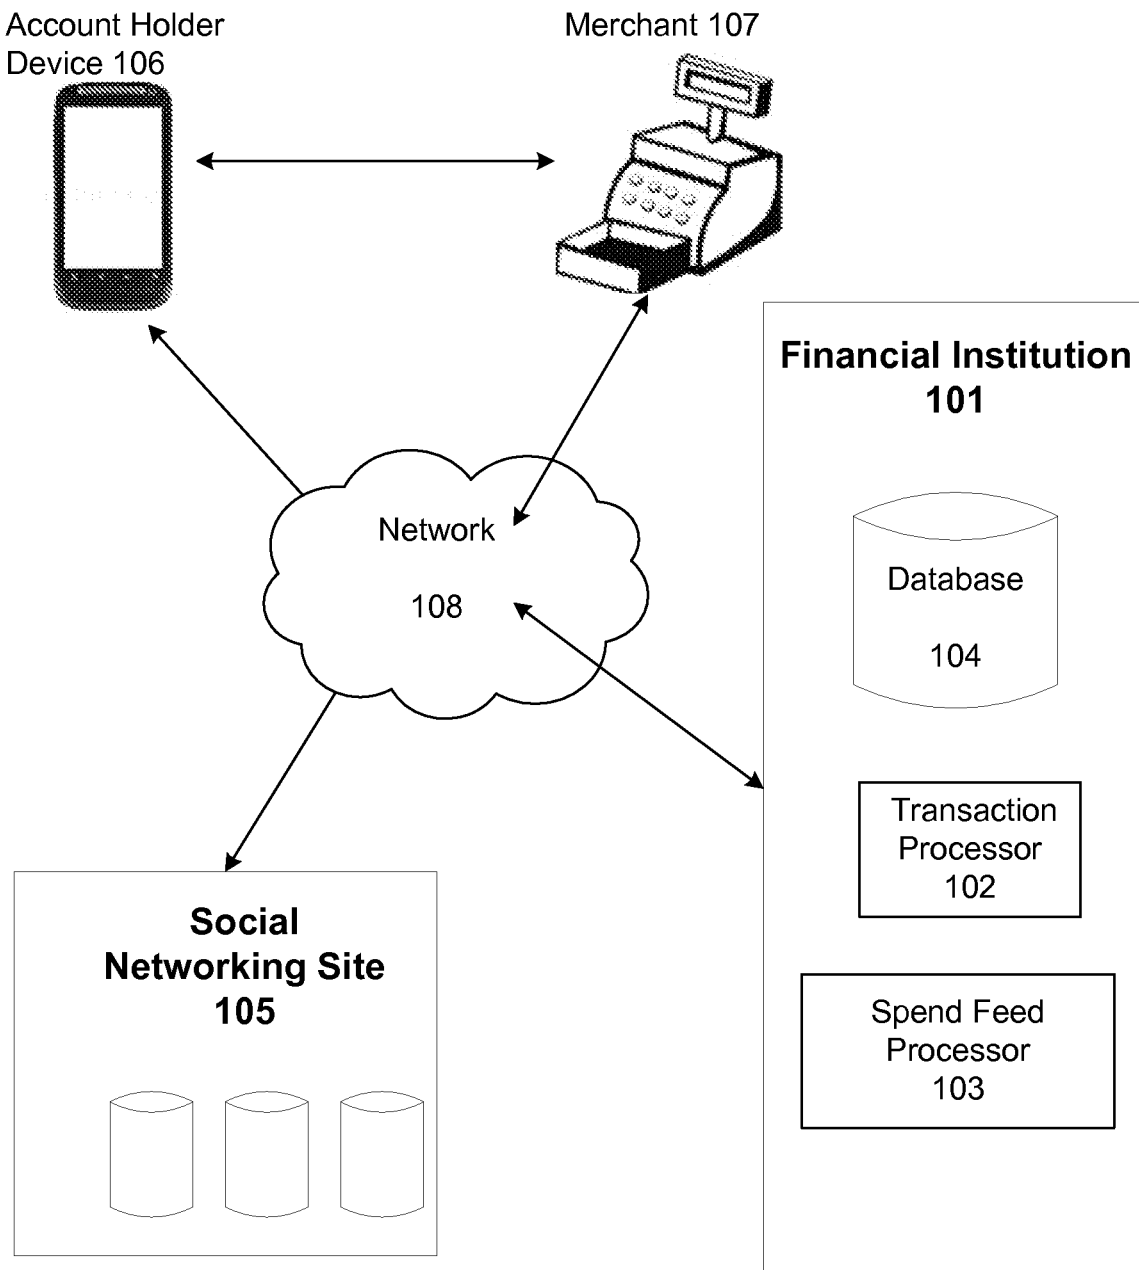 Account Holder
Device 106
Merchant 107
Financial Institution
101
Network
108
Database
104
Transaction
Processor
102
Social
Networking Site
105
Spend Feed
Processor
103